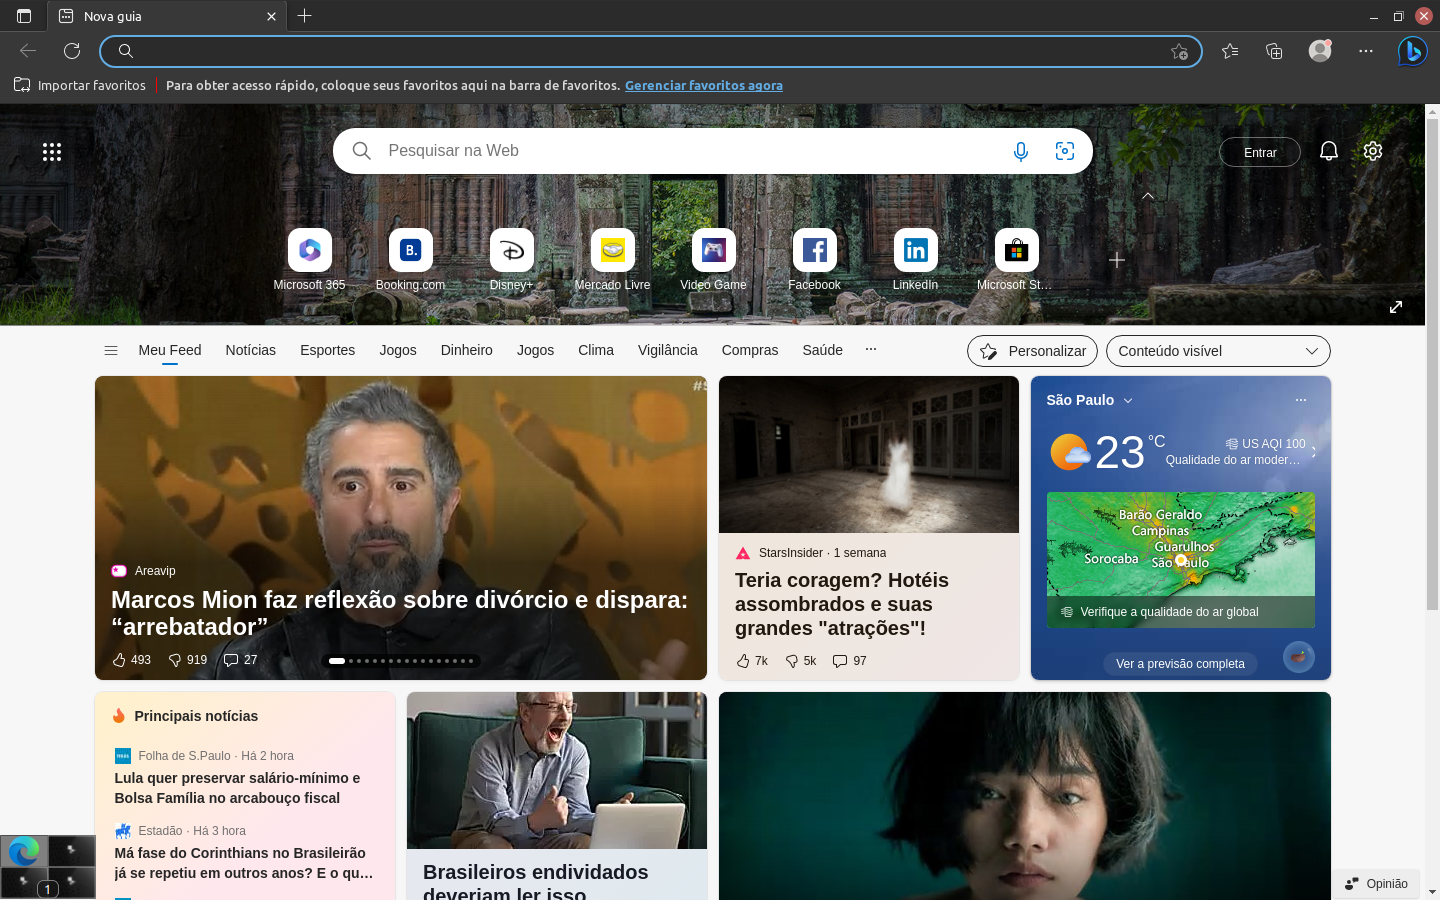 Nova guia
Importar favoritos
Para obter acesso rápido, coloque seus favoritos aqui na barra de favoritos. Gerenciar favoritos agora
Pesquisar na Web
Entrar
Microsoft 365
Booking.com
Disney+
Mercado Livre
Video Game
Facebook
LinkedIn
Microsoft St…
Meu Feed
Notícias
Esportes
Jogos
Dinheiro
Jogos
Clima
Vigilância
Compras
Saúde
Personalizar
Conteúdo visível
Areavip
Marcos Mion faz reflexão sobre divórcio e dispara:
“arrebatador”
493
919
27
StarsInsider · 1 semana
Teria coragem? Hotéis
assombrados e suas
grandes "atrações"!
7k
5k
97
São Paulo
23 °C
US AQI 100
Qualidade do ar moder…
Barão Geraldo
Campinas
Guarulhos
Sorocaba
São Paulo
Verifique a qualidade do ar global
Ver a previsão completa
Principais notícias
Folha de S.Paulo · Há 2 hora
Lula quer preservar salário-mínimo e
Bolsa Família no arcabouço fiscal
Estadão · Há 3 hora
Má fase do Corinthians no Brasileirão
já se repetiu em outros anos? E o qu…
Brasileiros endividados
deveriam ler isso
Opinião
1